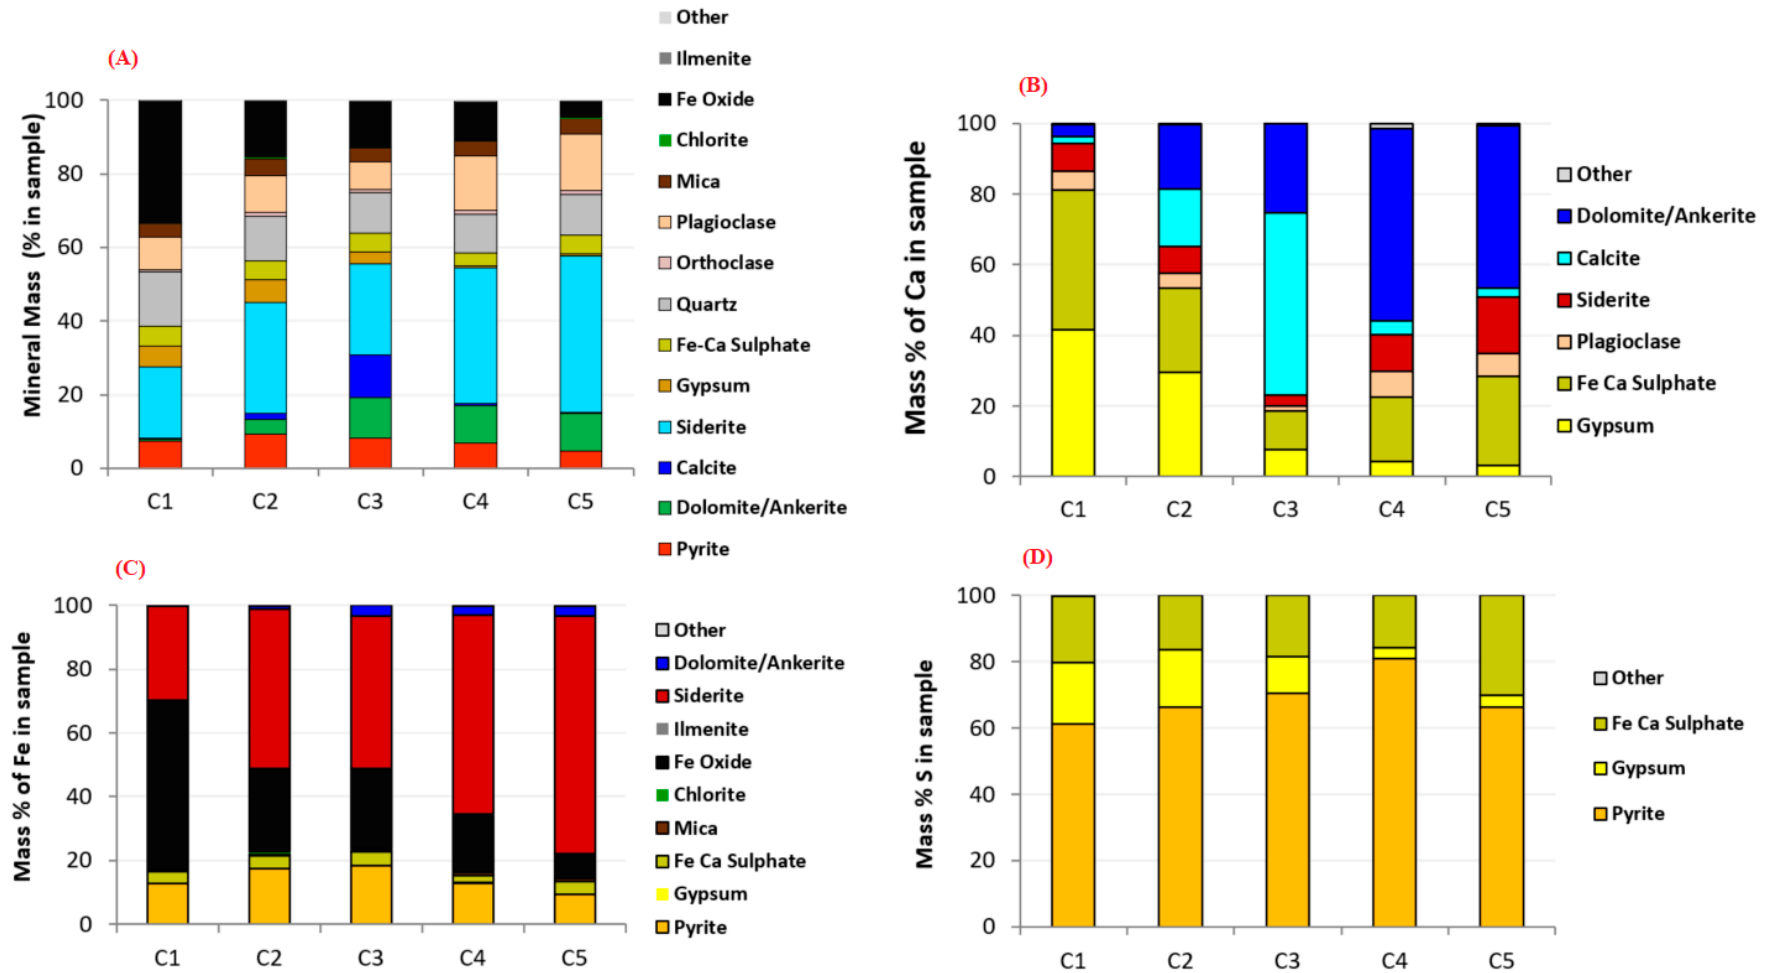 (A)
Mineral Mass (% in sample)
100
80
60
40
20
0
C1 C2 C3 C4 C5
Other
Ilmenite
Fe Oxide
Chlorite
Mica
Plagioclase
Orthoclase
Quartz
Fe-Ca Sulphate
Gypsum
Siderite
Calcite
Dolomite/Ankerite
Pyrite
(B)
Mass % of Ca in sample
100
80
60
40
20
0
C1 C2 C3 C4 C5
Other
Dolomite/Ankerite
Calcite
Siderite
Plagioclase
Fe Ca Sulphate
Gypsum
(C)
Mass % of Fe in sample
100
80
60
40
20
0
C1 C2 C3 C4 C5
Other
Dolomite/Ankerite
Siderite
Ilmenite
Fe Oxide
Chlorite
Mica
Fe Ca Sulphate
Gypsum
Pyrite
(D)
Mass % S in sample
100
80
60
40
20
0
C1 C2 C3 C4 C5
Other
Fe Ca Sulphate
Gypsum
Pyrite